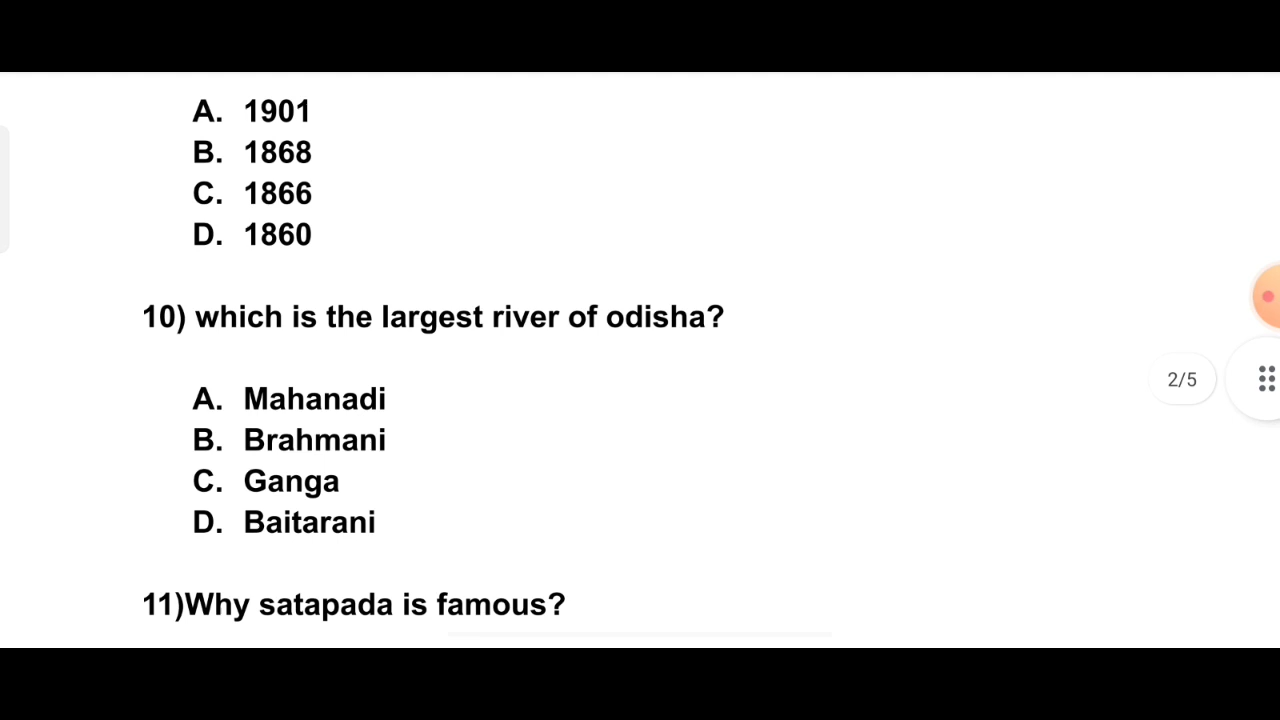 A. 1901
B. 1868
C. 1866
D. 1860
10) which is the largest river of odisha?
A. Mahanadi
B. Brahmani
C. Ganga
D. Baitarani
2/5
11)Why satapada is famous?